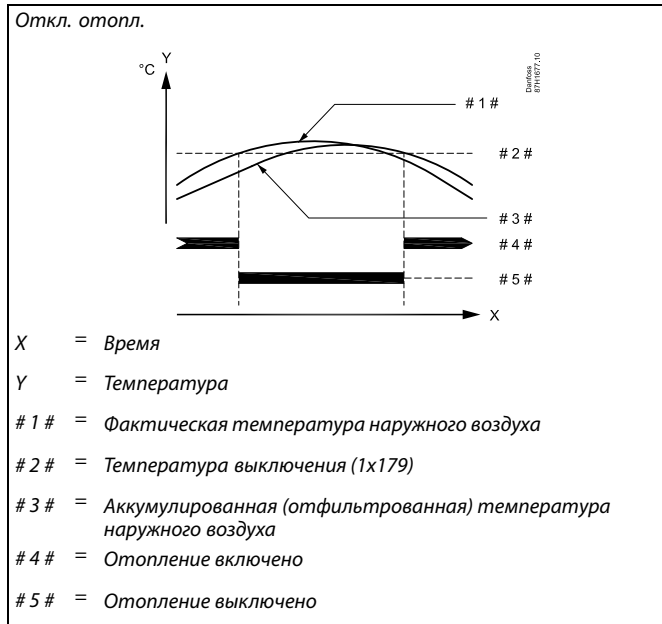 Откл. отопл.
Y
°C
Danfoss
87H1677.10
# 1 #
# 2 #
# 3 #
# 4 #
# 5 #
X
X = Время
Y = Температура
# 1 # = Фактическая температура наружного воздуха
# 2 # = Температура выключения (1x179)
# 3 # = Аккумулированная (отфильтрованная) температура
наружного воздуха
# 4 # = Отопление включено
# 5 # = Отопление выключено